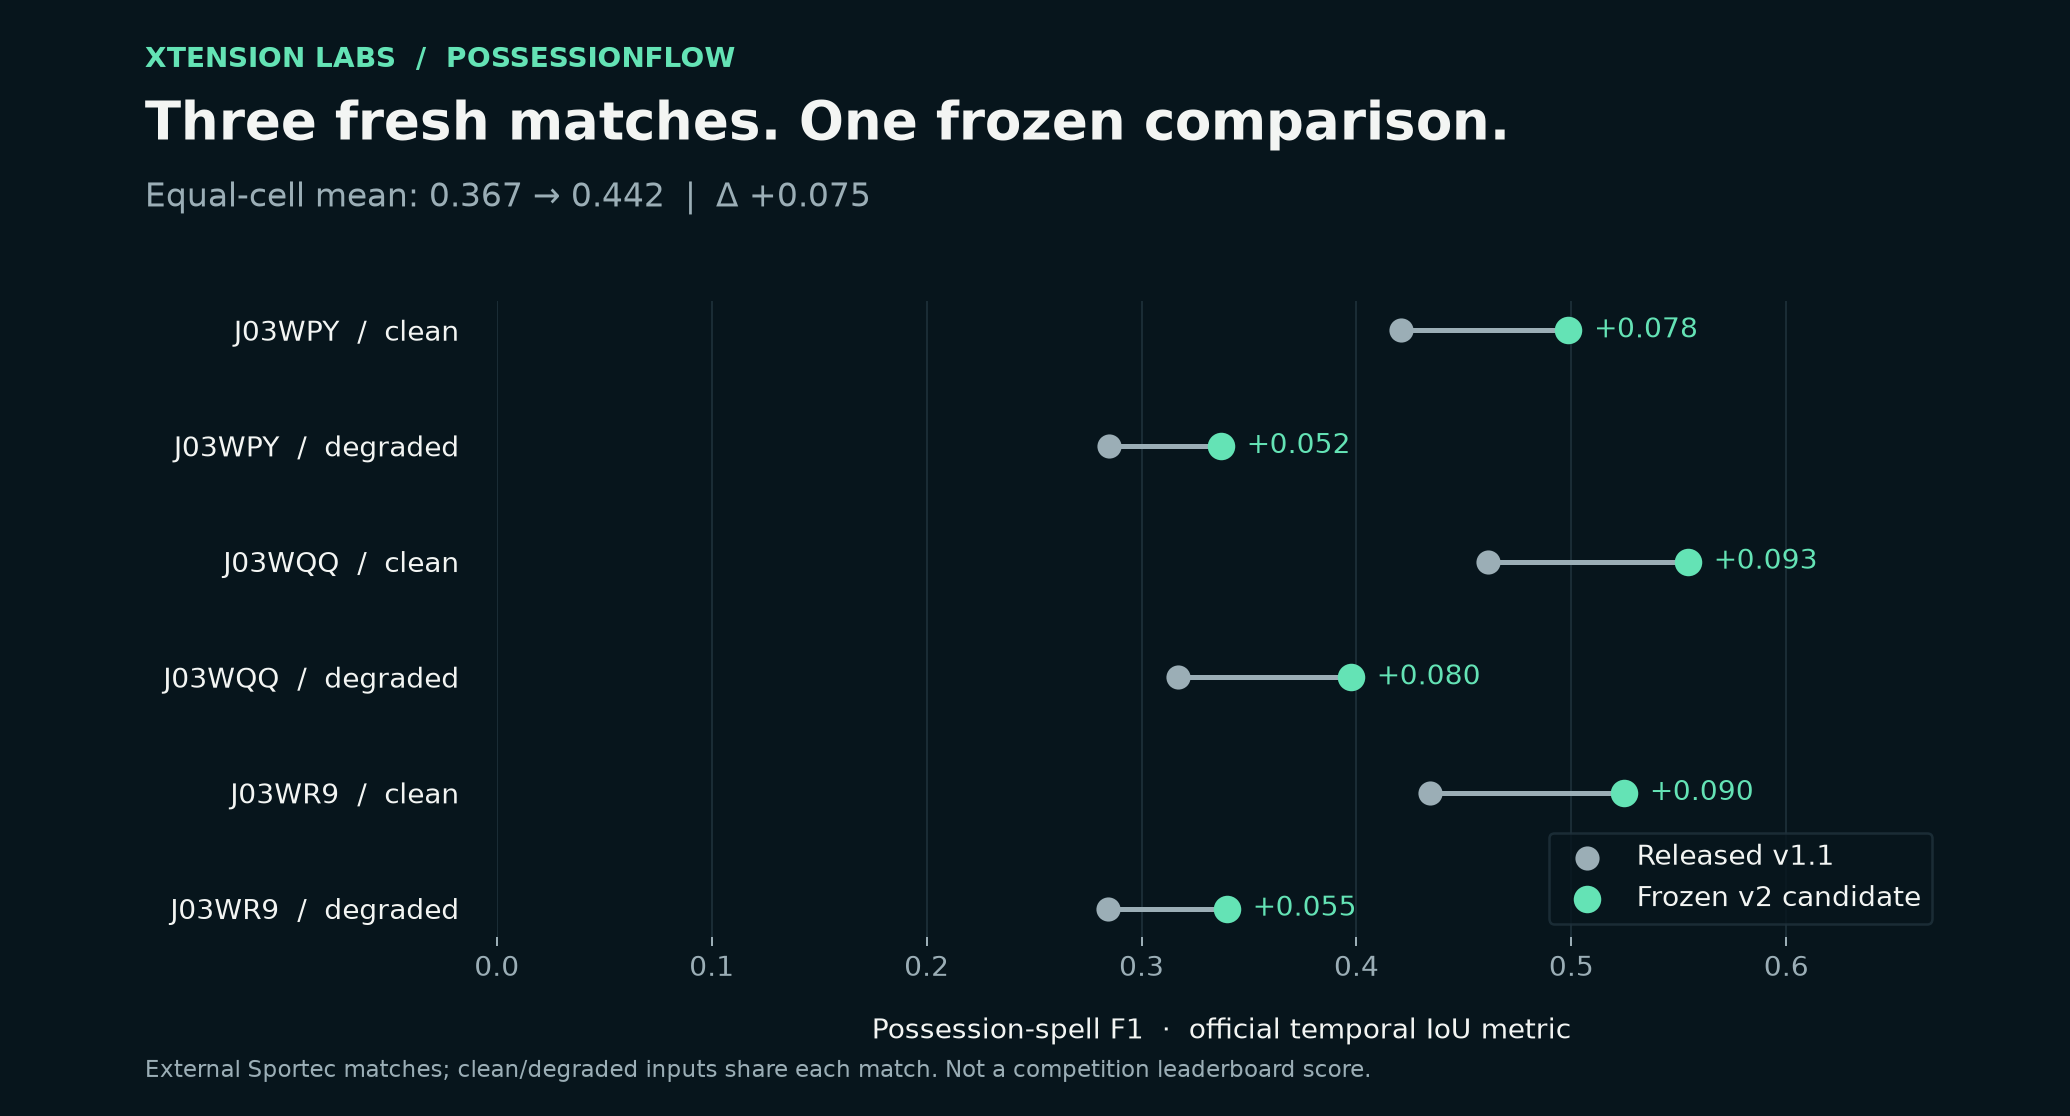 XTENSION LABS / POSSESSIONFLOW
Three fresh matches. One frozen comparison.
Equal-cell mean: 0.367 → 0.442 | Δ +0.075
J03WPY / clean
+0.078
J03WPY / degraded
+0.052
J03WQQ / clean
+0.093
J03WQQ / degraded
+0.080
J03WR9 / clean
+0.090
Released v1.1
Frozen v2 candidate
J03WR9 / degraded
+0.055
0.0 0.1 0.2 0.3 0.4 0.5 0.6
Possession-spell F1 · official temporal IoU metric
External Sportec matches; clean/degraded inputs share each match. Not a competition leaderboard score.